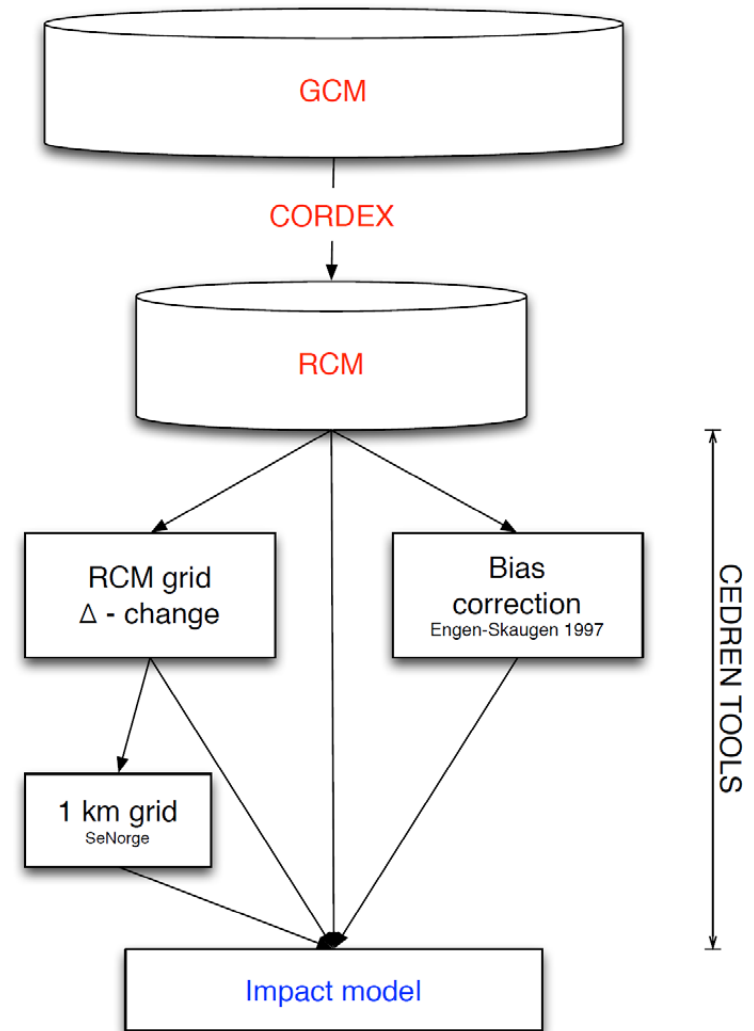 GCM
CORDEX
RCM
RCM grid
Δ - change
Bias
correction
Engen-Skaugen 1997
1 km grid
SeNorge
CEDREN TOOLS
Impact model